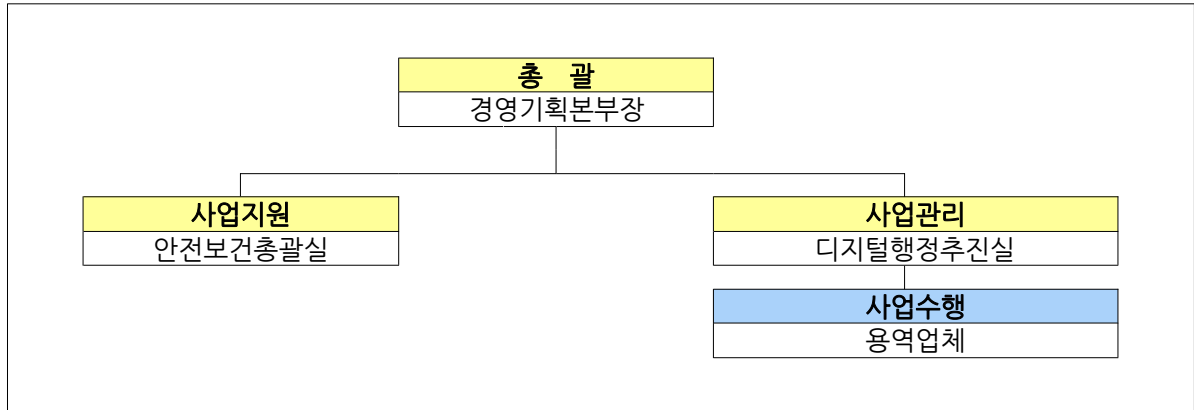 총 괄
경영기획본부장
사업지원
안전보건총괄실
사업관리
디지털행정추진실
사업수행
용역업체